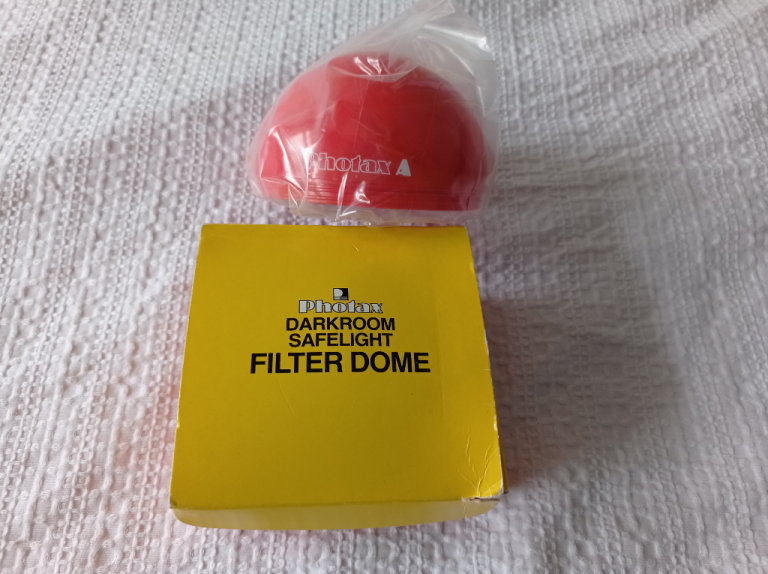 Photax A
Photax
DARKROOM
SAFELIGHT
FILTER DOME